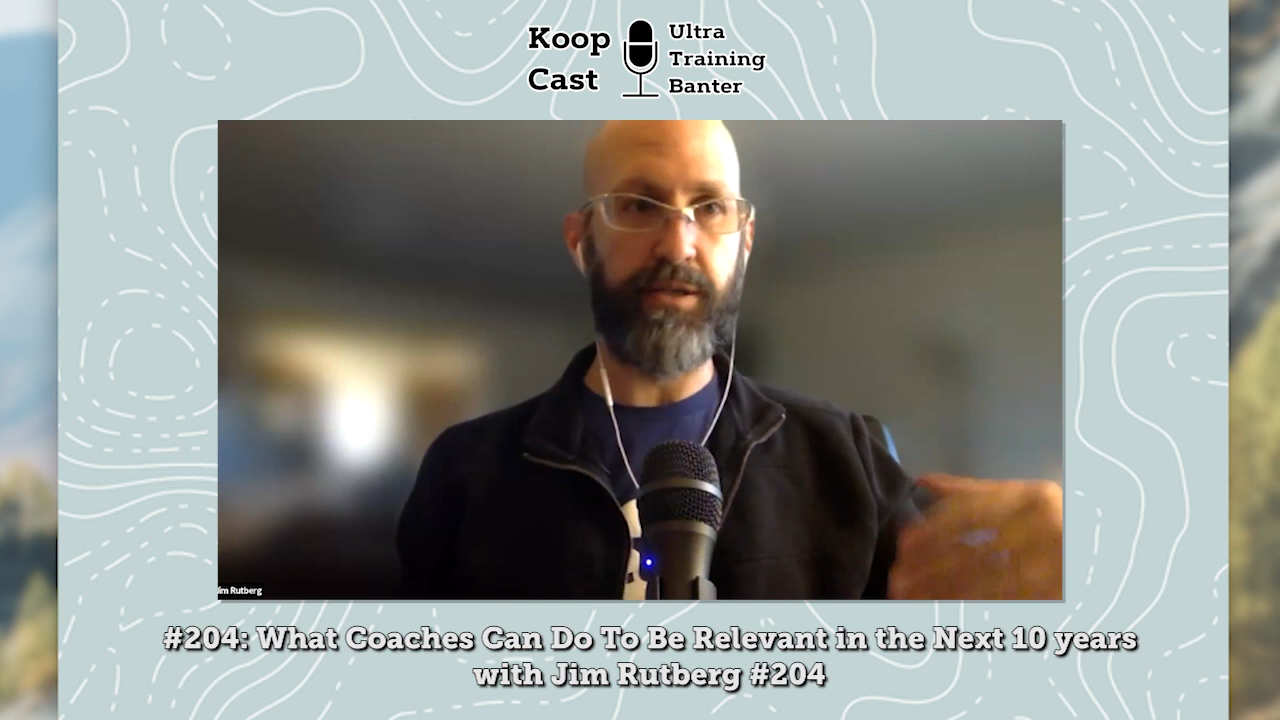 Koop
Cast
Ultra
Training
Banter
im Rutberg
#204: What Coaches Can Do To Be Relevant in the Next 10 years
with Jim Rutberg #204